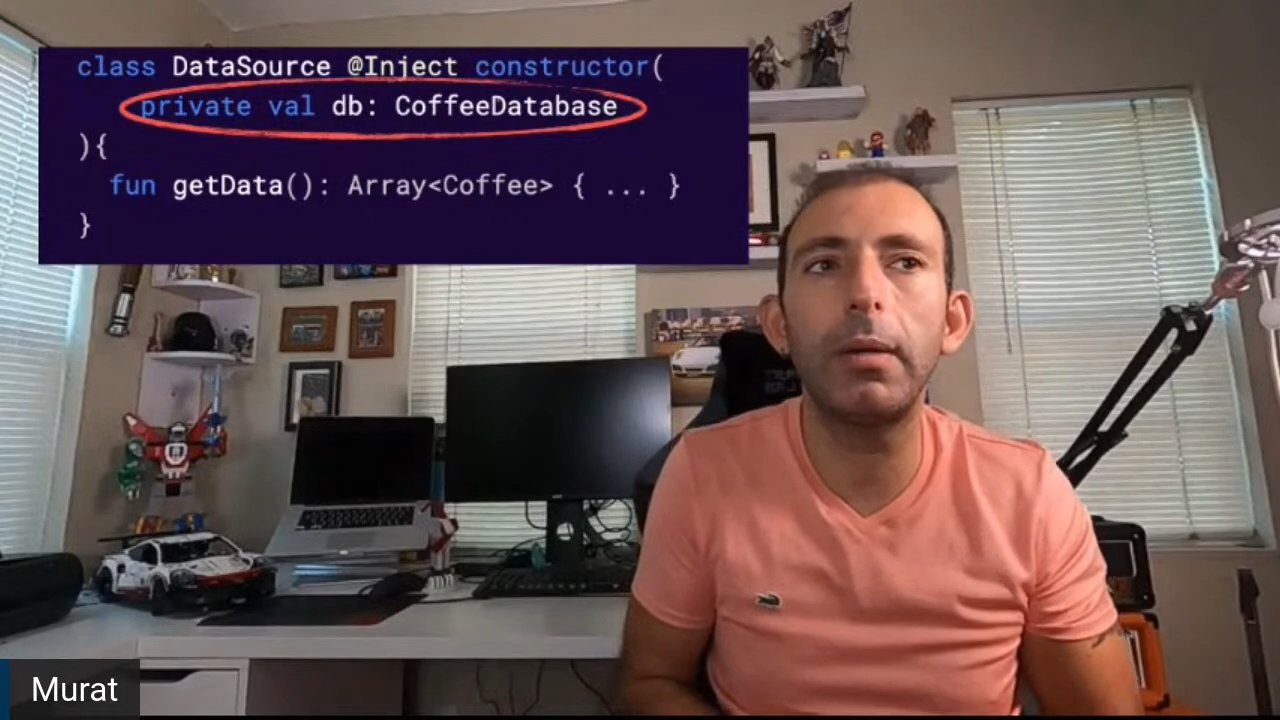 class DataSource @Inject constructor(
private val db: CoffeeDatabase
){
fun getData(): Array<Coffee> { ... }
}
Murat